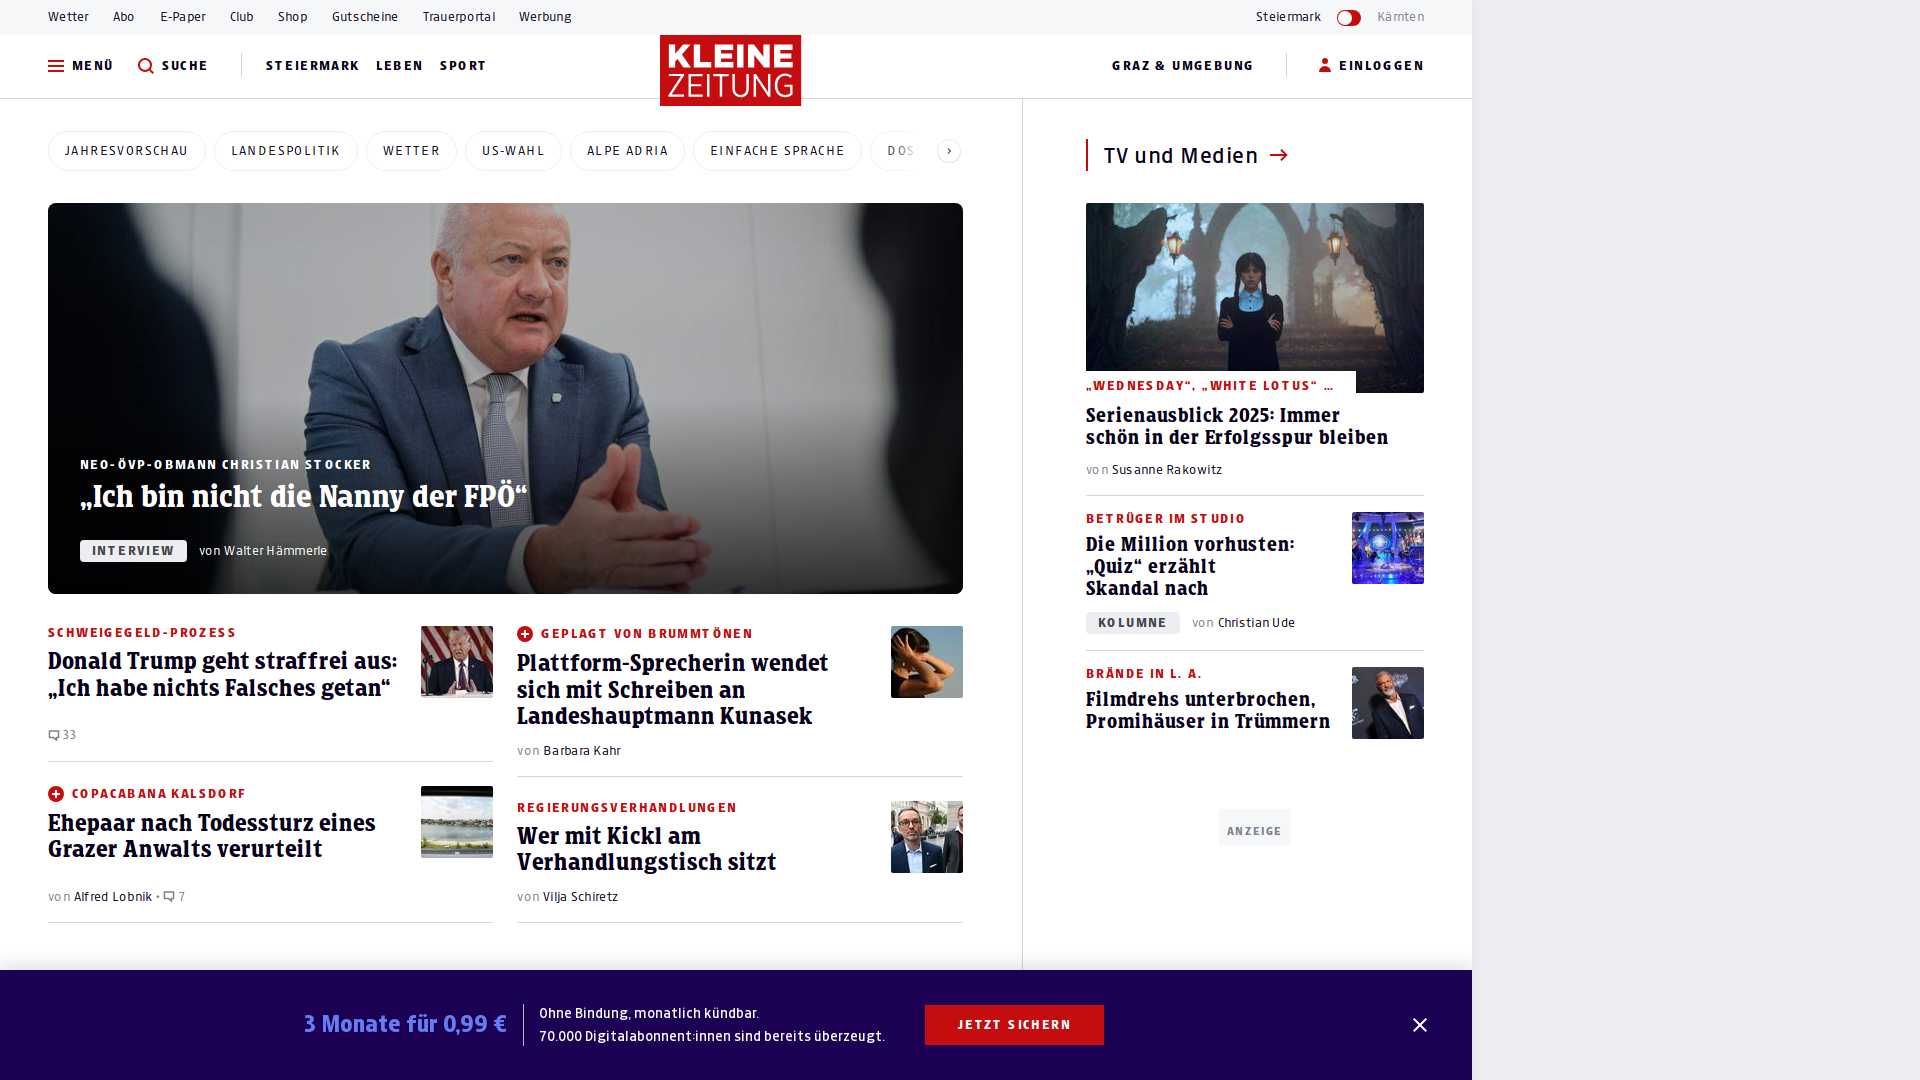 Wetter Abo E-Paper Club Shop Gutscheine Trauerportal Werbung Steiermark Kärnten
MENÜ SUCHE STEIERMARK LEBEN SPORT KLEINE ZEITUNG GRAZ & UMGEBUNG EINLOGGEN
JAHRESVORSCHAU LANDESPOLITIK WETTER US-WAHL ALPE ADRIA EINFACHE SPRACHE DOS
NEO-ÖVP-OBMANN CHRISTIAN STOCKER
„Ich bin nicht die Nanny der FPÖ“
INTERVIEW von Walter Hämmerle
SCHWEIGEGELD-PROZESS
Donald Trump geht straffrei aus:
„Ich habe nichts Falsches getan“
33
GEPLAGT VON BRUMMTÖNEN
Plattform-Sprecherin wendet
sich mit Schreiben an
Landeshauptmann Kunasek
von Barbara Kahr
COPACABANA KALSDORF
Ehepaar nach Todessturz eines
Grazer Anwalts verurteilt
von Alfred Lobnik • 7
REGIERUNGSVERHANDLUNGEN
Wer mit Kickl am
Verhandlungstisch sitzt
von Vilja Schiretz
TV und Medien
„WEDNESDAY“, „WHITE LOTUS“ ...
Serienausblick 2025: Immer
schön in der Erfolgsspur bleiben
von Susanne Rakowitz
BETRÜGER IM STUDIO
Die Million vorhusten:
„Quiz“ erzählt
Skandal nach
KOLUMNE von Christian Ude
BRÄNDE IN L. A.
Filmdrehs unterbrochen,
Promihäuser in Trümmern
ANZEIGE
3 Monate für 0,99 €
Ohne Bindung, monatlich kündbar.
70.000 Digitalabonnent:innen sind bereits überzeugt.
JETZT SICHERN